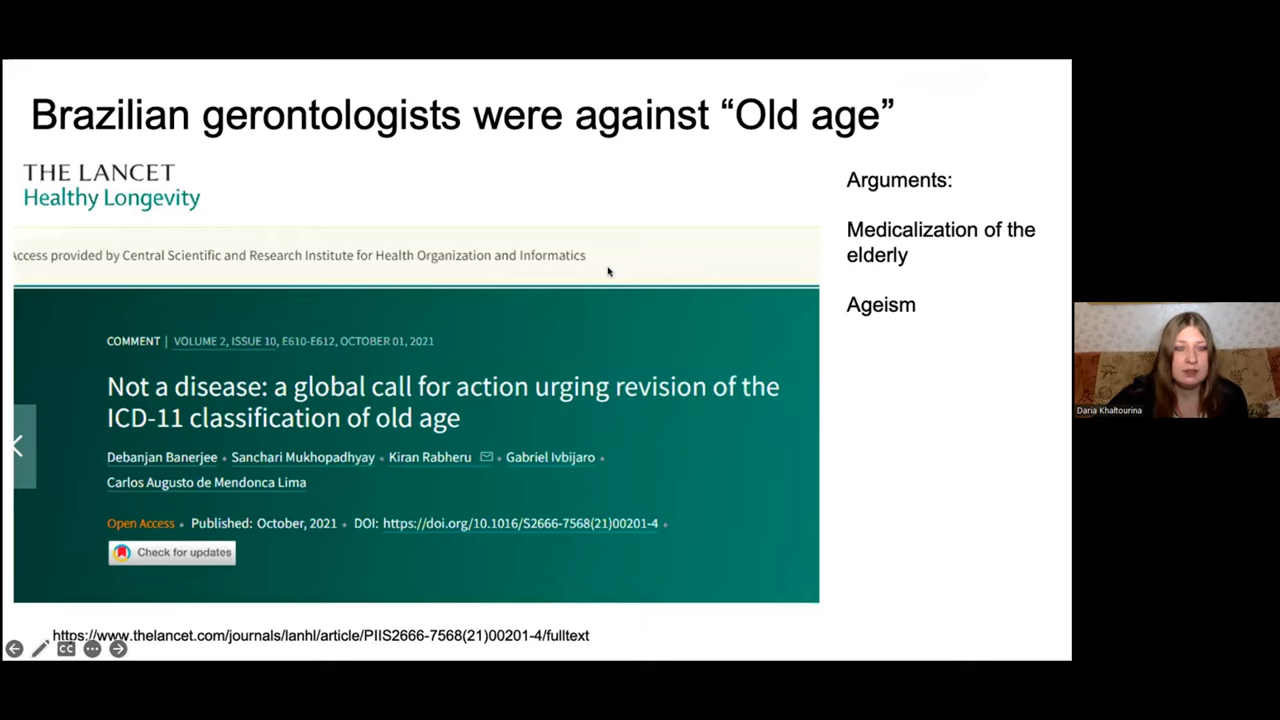 Brazilian gerontologists were against “Old age”
THE LANCET
Healthy Longevity
Access provided by Central Scientific and Research Institute for Health Organization and Informatics
COMMENT | VOLUME 2, ISSUE 10, E610-E612, OCTOBER 01, 2021
Not a disease: a global call for action urging revision of the
ICD-11 classification of old age
Debanjan Banerjee • Sanchari Mukhopadhyay • Kiran Rabheru • Gabriel Ivbijaro •
Carlos Augusto de Mendonca Lima
Open Access • Published: October, 2021 • DOI: https://doi.org/10.1016/S2666-7568(21)00201-4 •
Check for updates
https://www.thelancet.com/journals/lanhl/article/PIIS2666-7568(21)00201-4/fulltext
CC
Arguments:
Medicalization of the
elderly
Ageism
Daria Khaltourina